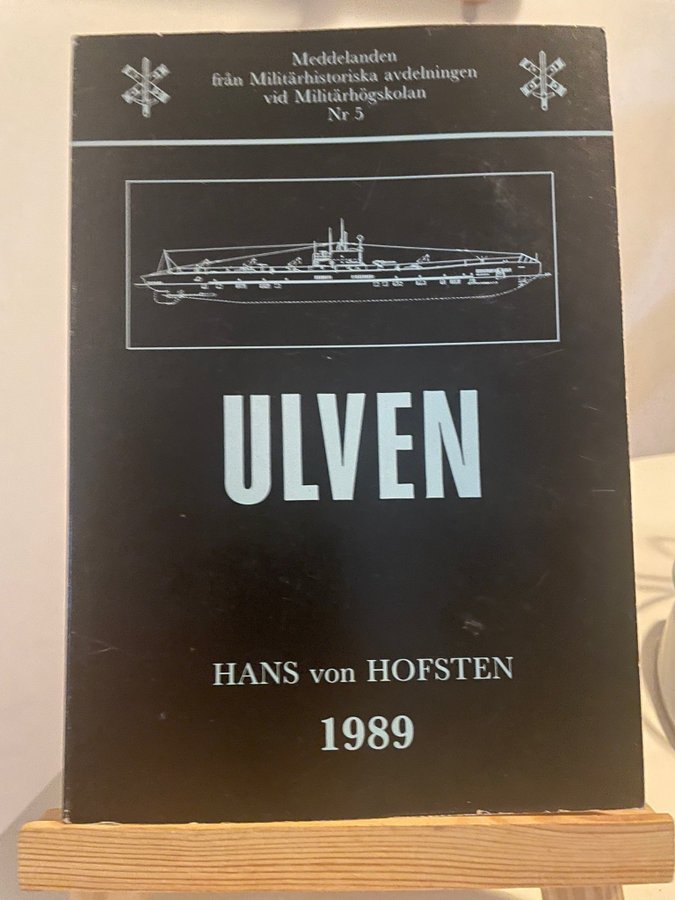 Meddelanden
från Militärhistoriska avdelningen
vid Militärhögskolan
Nr 5
ULVEN
HANS von HOFSTEN
1989